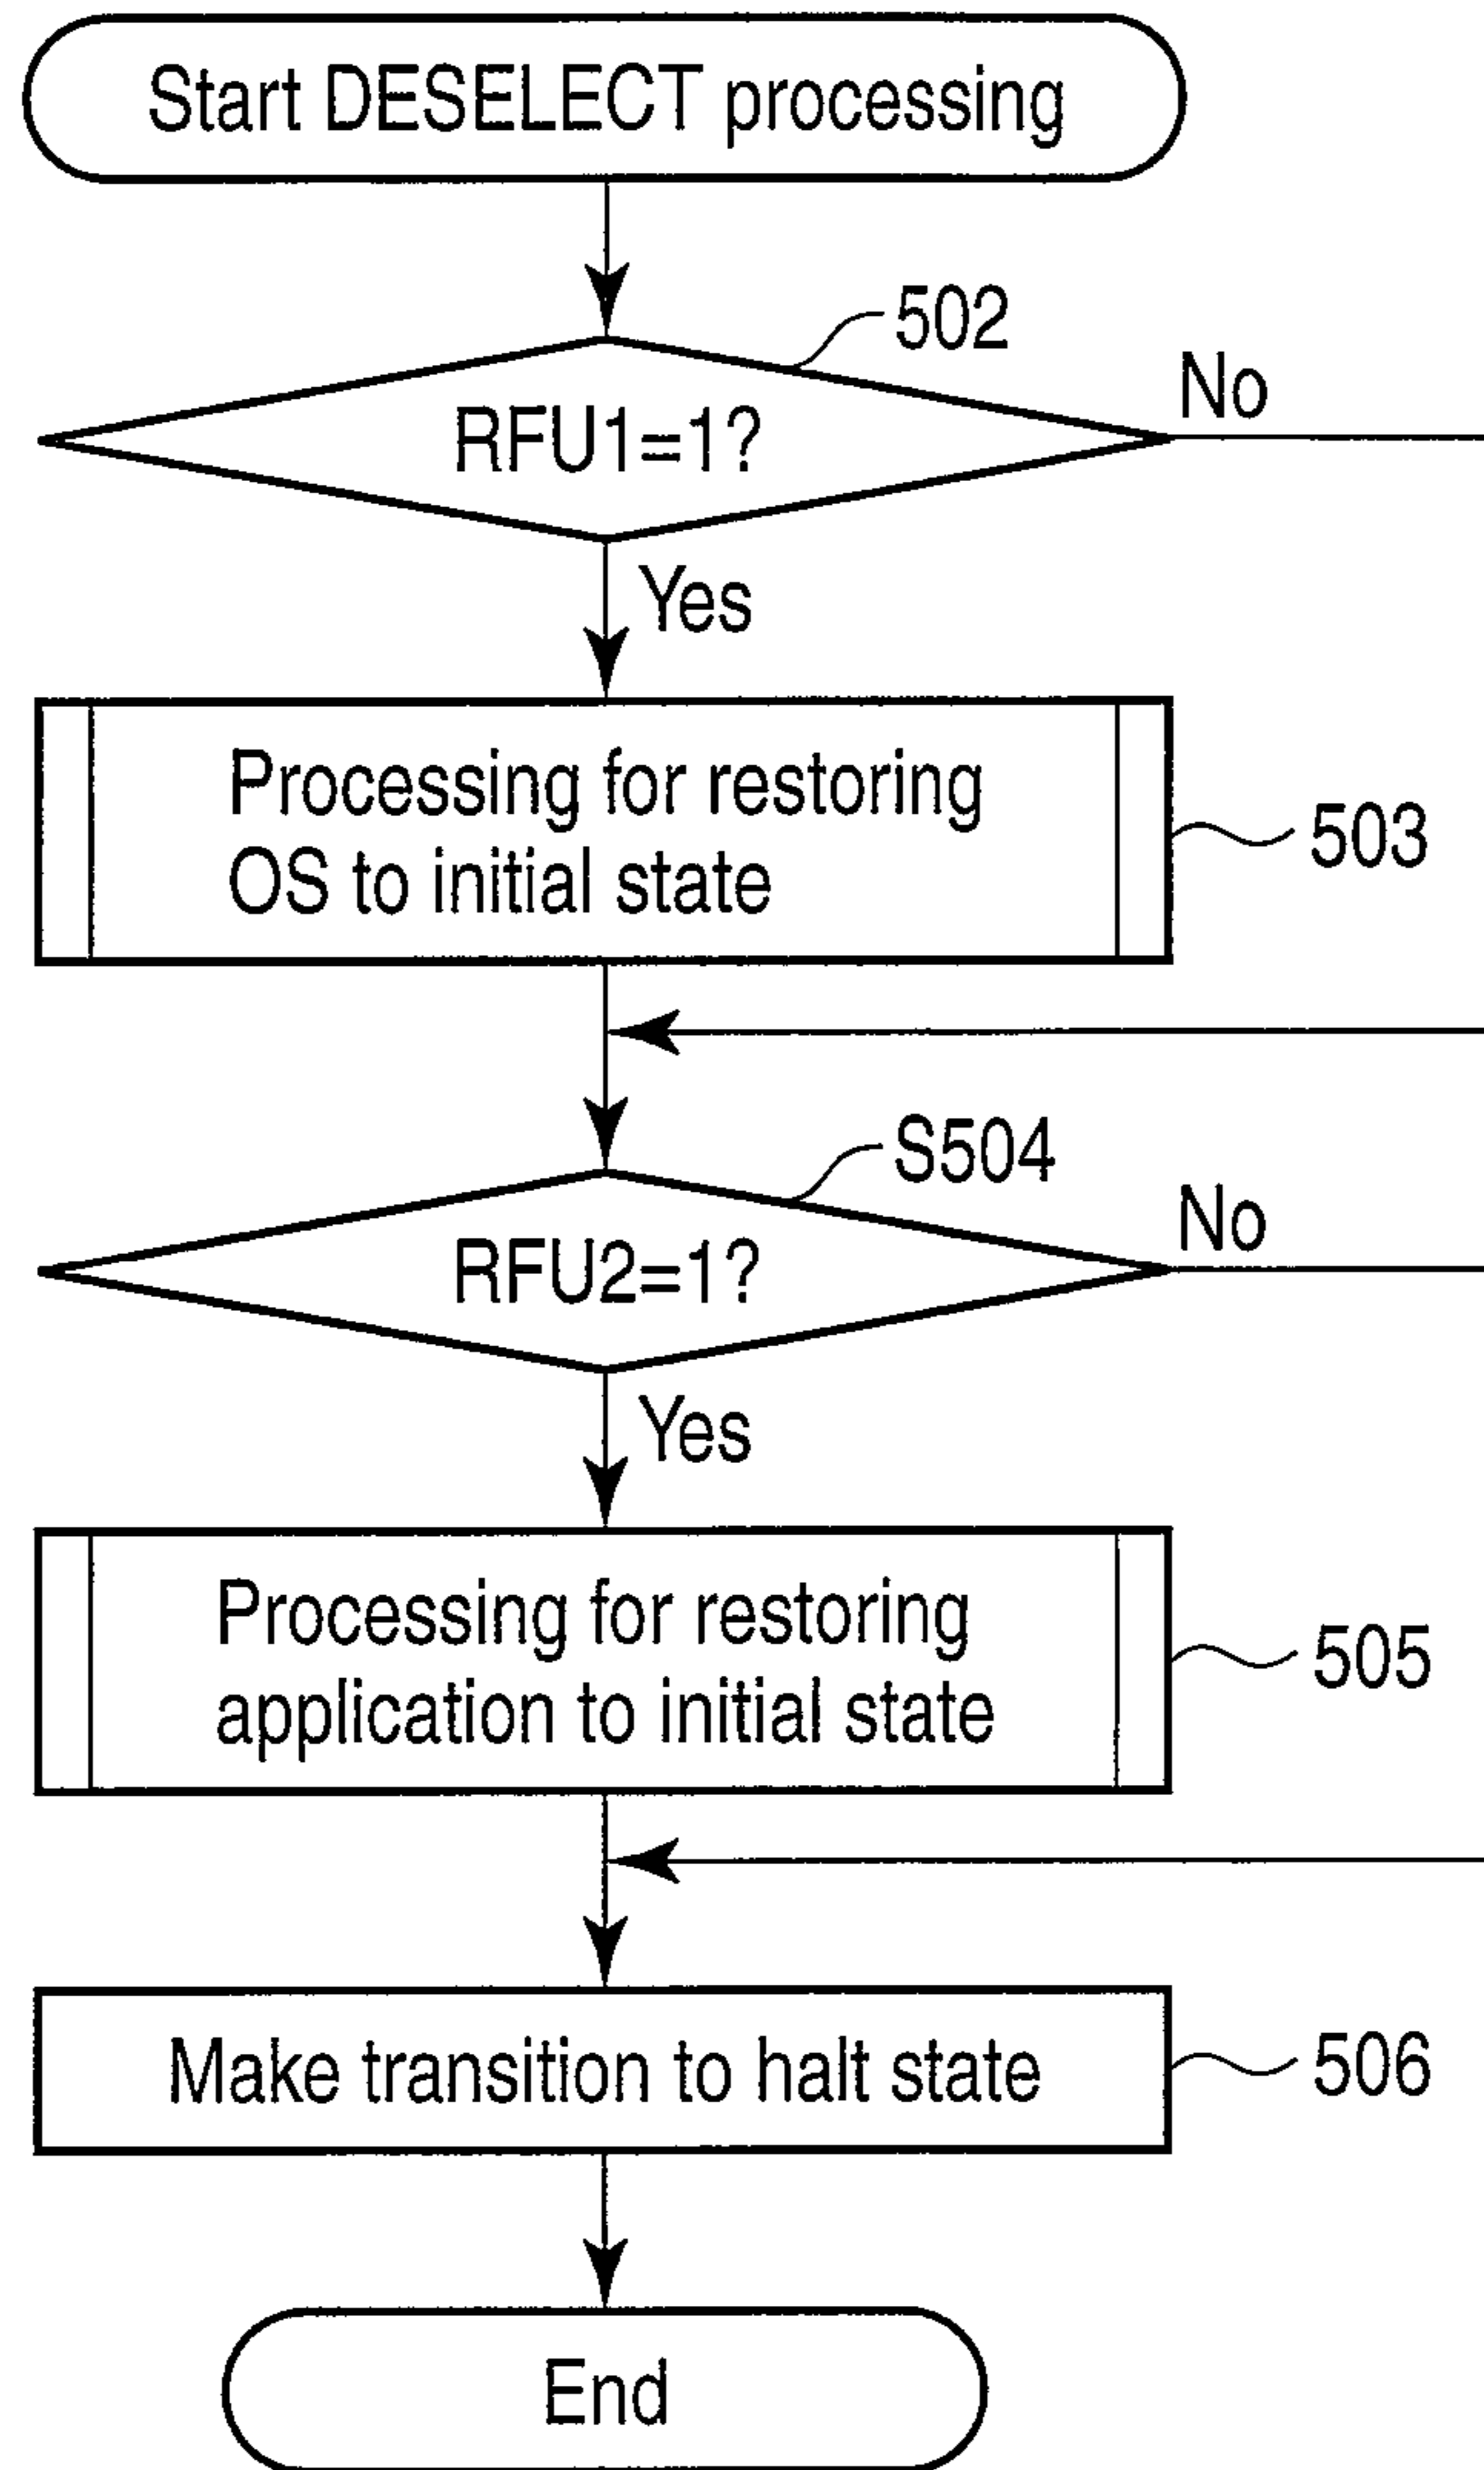 Start DESELECT processing
502
RFU1=1?
No
Yes
Processing for restoring
OS to initial state
503
S504
RFU2=1?
No
Yes
Processing for restoring
application to initial state
505
Make transition to halt state
506
End